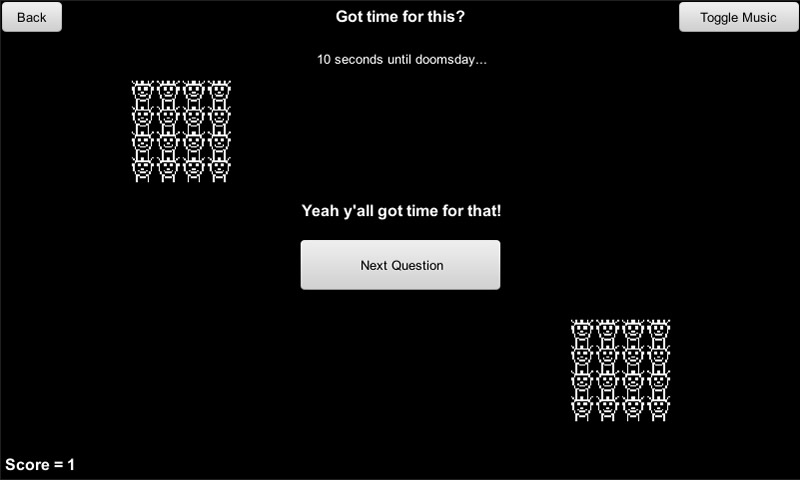 Back
Got time for this?
Toggle Music
10 seconds until doomsday...
Yeah y'all got time for that!
Next Question
Score = 1